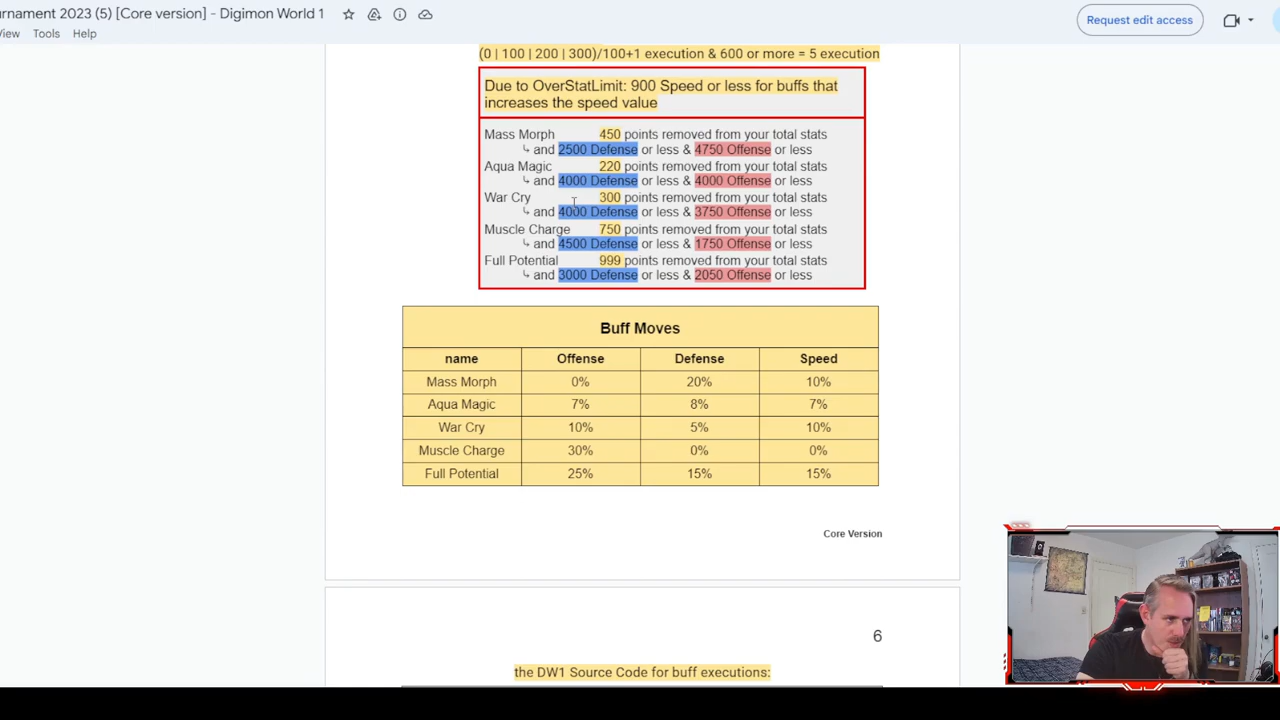 urnament 2023 (5) [Core version] - Digimon World 1
View Tools Help
Request edit access
(0 | 100 | 200 | 300)/100+1 execution & 600 or more = 5 execution
Due to OverStatLimit: 900 Speed or less for buffs that
increases the speed value
Mass Morph 450 points removed from your total stats
↳ and 2500 Defense or less & 4750 Offense or less
Aqua Magic 220 points removed from your total stats
↳ and 4000 Defense or less & 4000 Offense or less
War Cry 300 points removed from your total stats
↳ and 4000 Defense or less & 3750 Offense or less
Muscle Charge 750 points removed from your total stats
↳ and 4500 Defense or less & 1750 Offense or less
Full Potential 999 points removed from your total stats
↳ and 3000 Defense or less & 2050 Offense or less
Buff Moves
name Offense Defense Speed
Mass Morph 0% 20% 10%
Aqua Magic 7% 8% 7%
War Cry 10% 5% 10%
Muscle Charge 30% 0% 0%
Full Potential 25% 15% 15%
Core Version
6
the DW1 Source Code for buff executions: